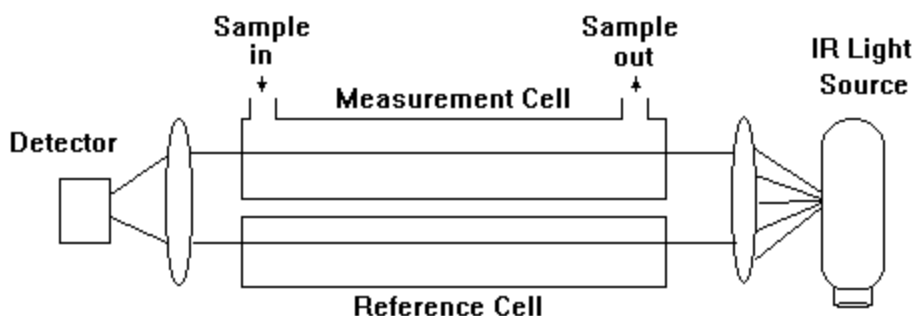 Sample
in
Sample
out
IR Light
Source
Measurement Cell
Detector
Reference Cell